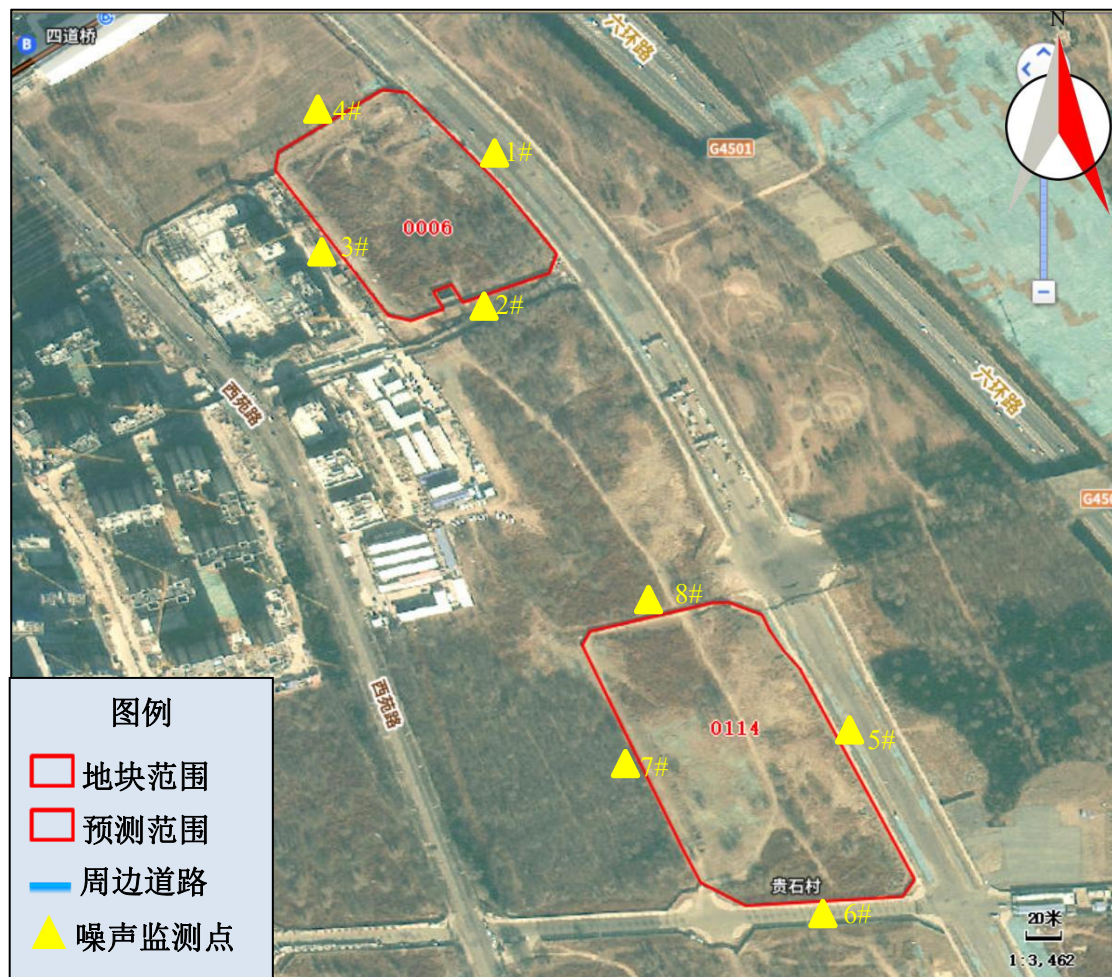 四道桥
B
六环路
N
4#
1#
G4501
0006
3#
2#
六环路
西苑路
G450
8#
西苑路
0114
5#
7#
贵石村
6#
20米
1:3,462
图例
地块范围
预测范围
周边道路
噪声监测点